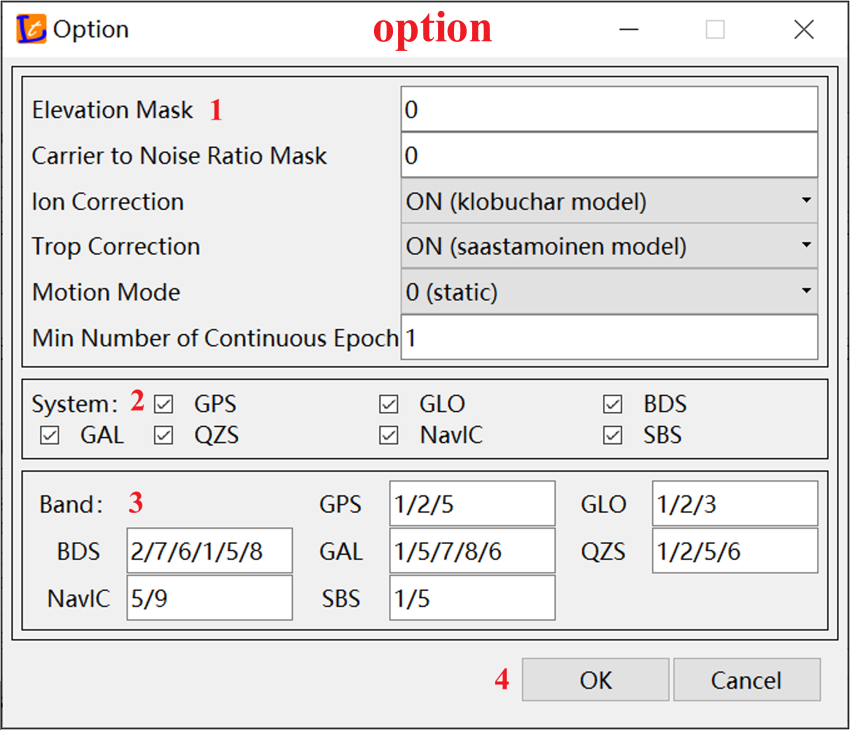 Option option
Elevation Mask 1 0
Carrier to Noise Ratio Mask 0
Ion Correction ON (klobuchar model)
Trop Correction ON (saastamoinen model)
Motion Mode 0 (static)
Min Number of Continuous Epoch 1
System: 2 GPS GLO BDS
GAL QZS NavIC SBS
Band: 3 GPS 1/2/5 GLO 1/2/3
BDS 2/7/6/1/5/8 GAL 1/5/7/8/6 QZS 1/2/5/6
NavIC 5/9 SBS 1/5
4 OK Cancel